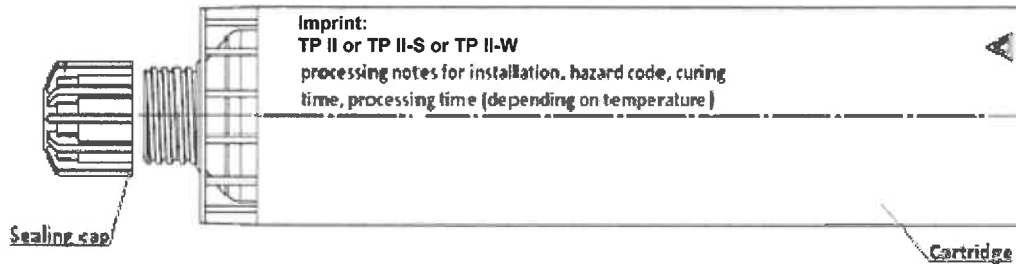 Imprint:
TP II or TP II-S or TP II-W
processing notes for installation, hazard code, curing
time, processing time (depending on temperature)
Sealing cap
Cartridge